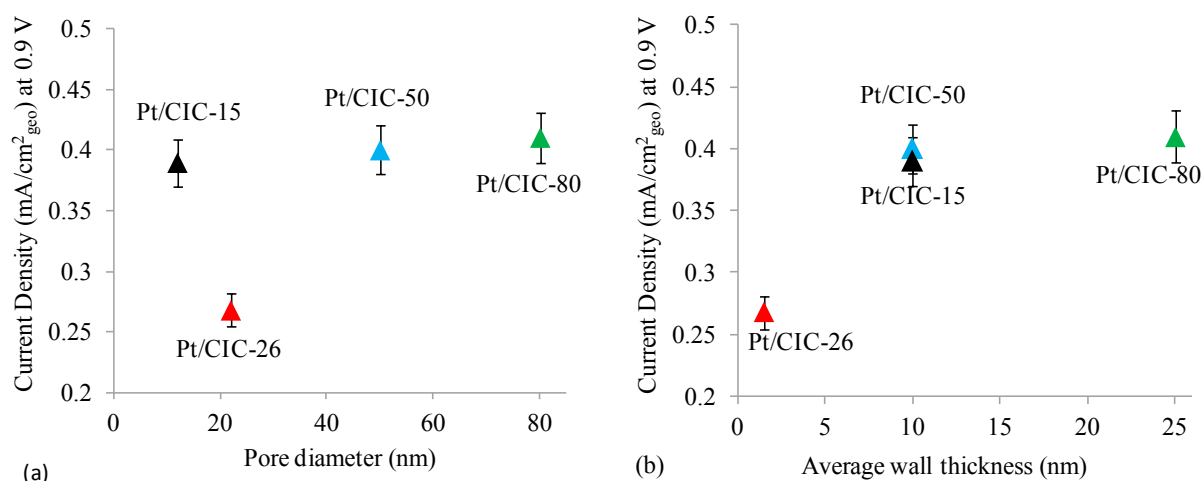 Current Density (mA/cm²geo) at 0.9 V
0.5
0.45
0.4
0.35
0.3
0.25
0.2
Pt/CIC-15
Pt/CIC-50
Pt/CIC-80
Pt/CIC-26
0
20
40
60
80
Pore diameter (nm)
(a)
Current Density (mA/cm²geo) at 0.9 V
0.5
0.45
0.4
0.35
0.3
0.25
0.2
Pt/CIC-50
Pt/CIC-15
Pt/CIC-80
Pt/CIC-26
0
5
10
15
20
25
Average wall thickness (nm)
(b)